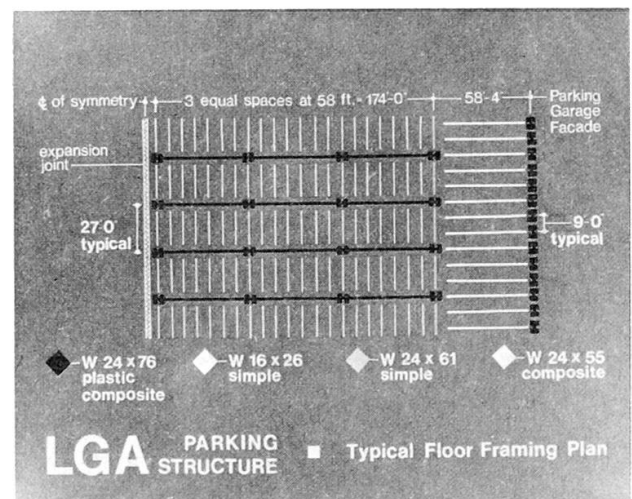 ℄ of symmetry
3 equal spaces at 58 ft.= 174'-0"
58'-4"
Parking
Garage
Facade
expansion
joint
27'-0"
typical
9'-0"
typical
W 24 x 76
plastic
composite
W 16 x 26
simple
W 24 x 61
simple
W 24 x 55
composite
LGA PARKING
STRUCTURE
Typical Floor Framing Plan